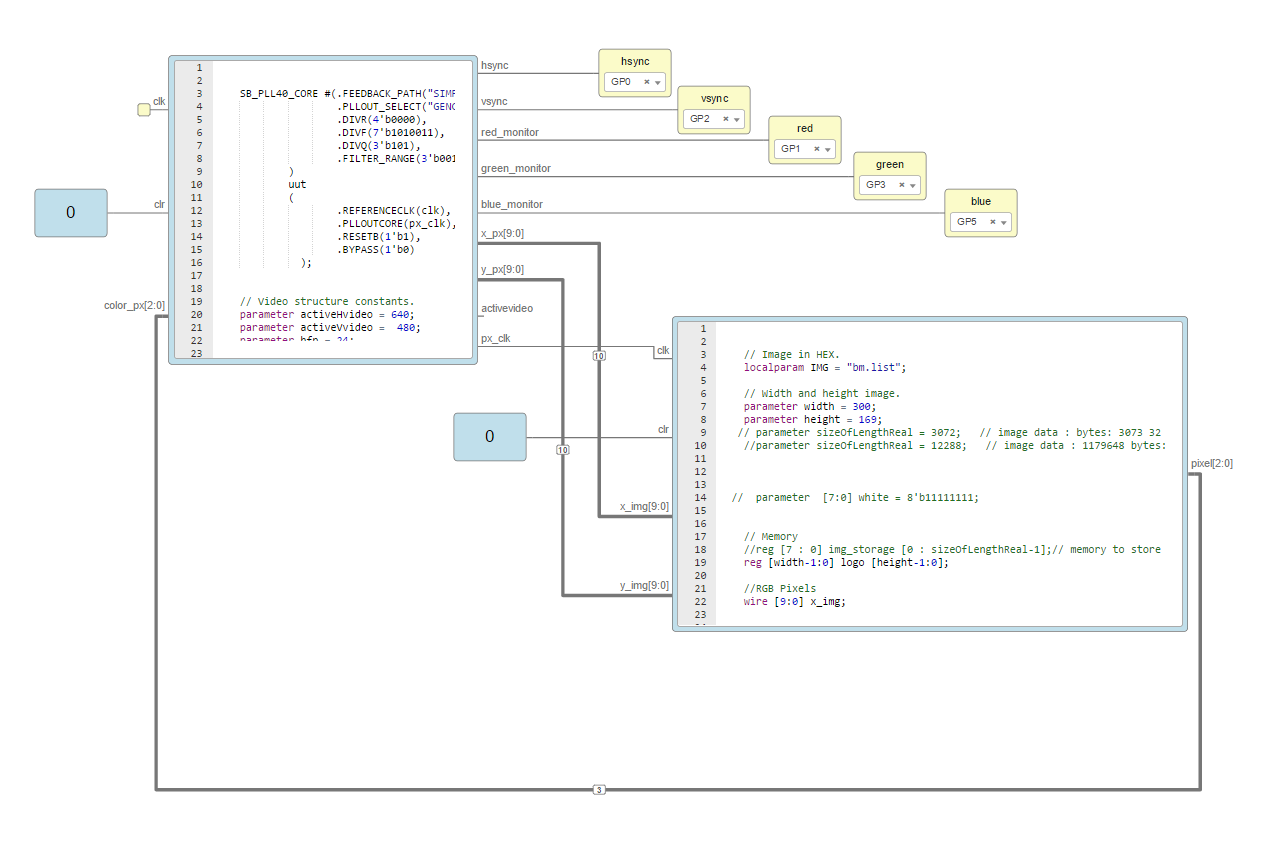 clk
0
clr
color_px[2:0]
1
2
3 SB_PLL40_CORE #(.FEEDBACK_PATH("SIMP
4 .PLLOUT_SELECT("GENC
5 .DIVR(4'b0000),
6 .DIVF(7'b1010011),
7 .DIVQ(3'b101),
8 .FILTER_RANGE(3'b001
9 )
10 uut
11 (
12 .REFERENCECLK(clk),
13 .PLLOUTCORE(px_clk),
14 .RESETB(1'b1),
15 .BYPASS(1'b0)
16 );
17
18
19 // Video structure constants.
20 parameter activeHvideo = 640;
21 parameter activeVvideo =  480;
22 parameter hfp = 24;
23
hsync
vsync
red_monitor
green_monitor
blue_monitor
x_px[9:0]
y_px[9:0]
activevideo
px_clk
hsync
GP0
vsync
GP2
red
GP1
green
GP3
blue
GP5
10
10
0
clk
clr
x_img[9:0]
y_img[9:0]
1
2
3 // Image in HEX.
4 localparam IMG = "bm.list";
5
6 // Width and height image.
7 parameter width = 300;
8 parameter height = 169;
9 // parameter sizeOfLengthReal = 3072;   // image data : bytes: 3073 32
10 //parameter sizeOfLengthReal = 12288;   // image data : 1179648 bytes:
11
12
13
14 //  parameter  [7:0] white = 8'b11111111;
15
16
17 // Memory
18 //reg [7 : 0] img_storage [0 : sizeOfLengthReal-1];// memory to store
19 reg [width-1:0] logo [height-1:0];
20
21 //RGB Pixels
22 wire [9:0] x_img;
23
pixel[2:0]
3